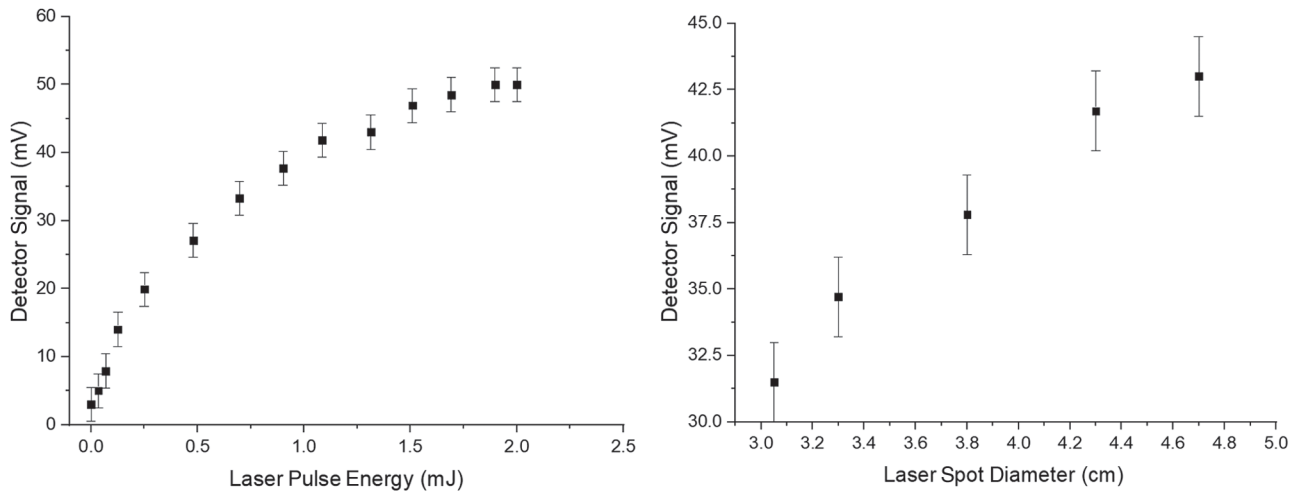 Detector Signal (mV)
60
50
40
30
20
10
0
0.0 0.5 1.0 1.5 2.0 2.5
Laser Pulse Energy (mJ)
Detector Signal (mV)
45.0
42.5
40.0
37.5
35.0
32.5
30.0
3.0 3.2 3.4 3.6 3.8 4.0 4.2 4.4 4.6 4.8 5.0
Laser Spot Diameter (cm)